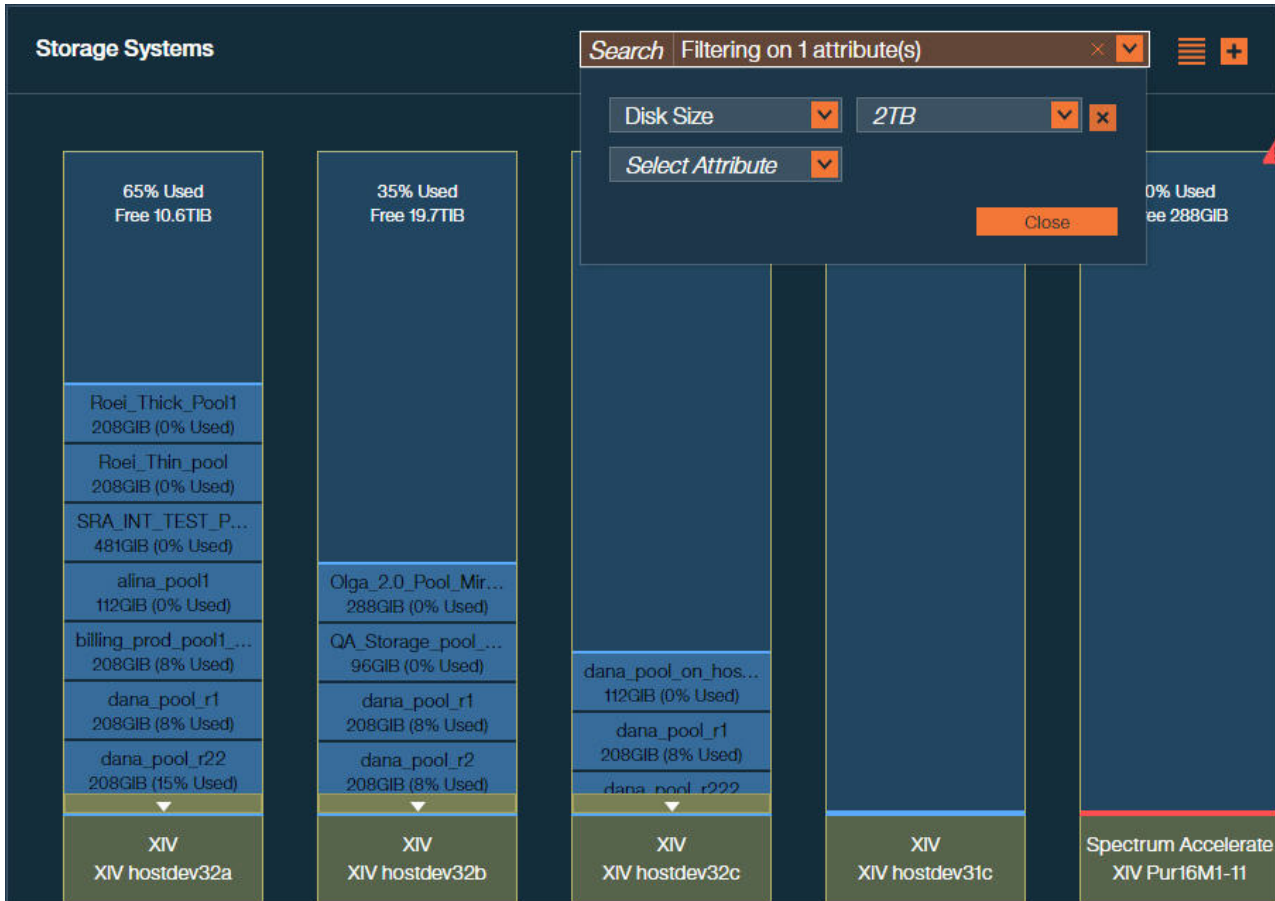 Storage Systems
Search Filtering on 1 attribute(s)
Disk Size
2TB
Select Attribute
Close
65% Used
Free 10.6TIB
Roei_Thick_Pool1
208GIB (0% Used)
Roei_Thin_pool
208GIB (0% Used)
SRA_INT_TEST_P...
481GIB (0% Used)
alina_pool1
112GIB (0% Used)
billing_prod_pool1_...
208GIB (8% Used)
dana_pool_r1
208GIB (8% Used)
dana_pool_r22
208GIB (15% Used)
XIV
XIV hostdev32a
35% Used
Free 19.7TIB
Olga_2.0_Pool_Mir...
288GIB (0% Used)
QA_Storage_pool_...
96GIB (0% Used)
dana_pool_r1
208GIB (8% Used)
dana_pool_r2
208GIB (8% Used)
XIV
XIV hostdev32b
dana_pool_on_hos...
112GIB (0% Used)
dana_pool_r1
208GIB (8% Used)
dana_pool_r222
XIV
XIV hostdev32c
XIV
XIV hostdev31c
0% Used
ee 288GIB
Spectrum Accelerate
XIV Pur16M1-11